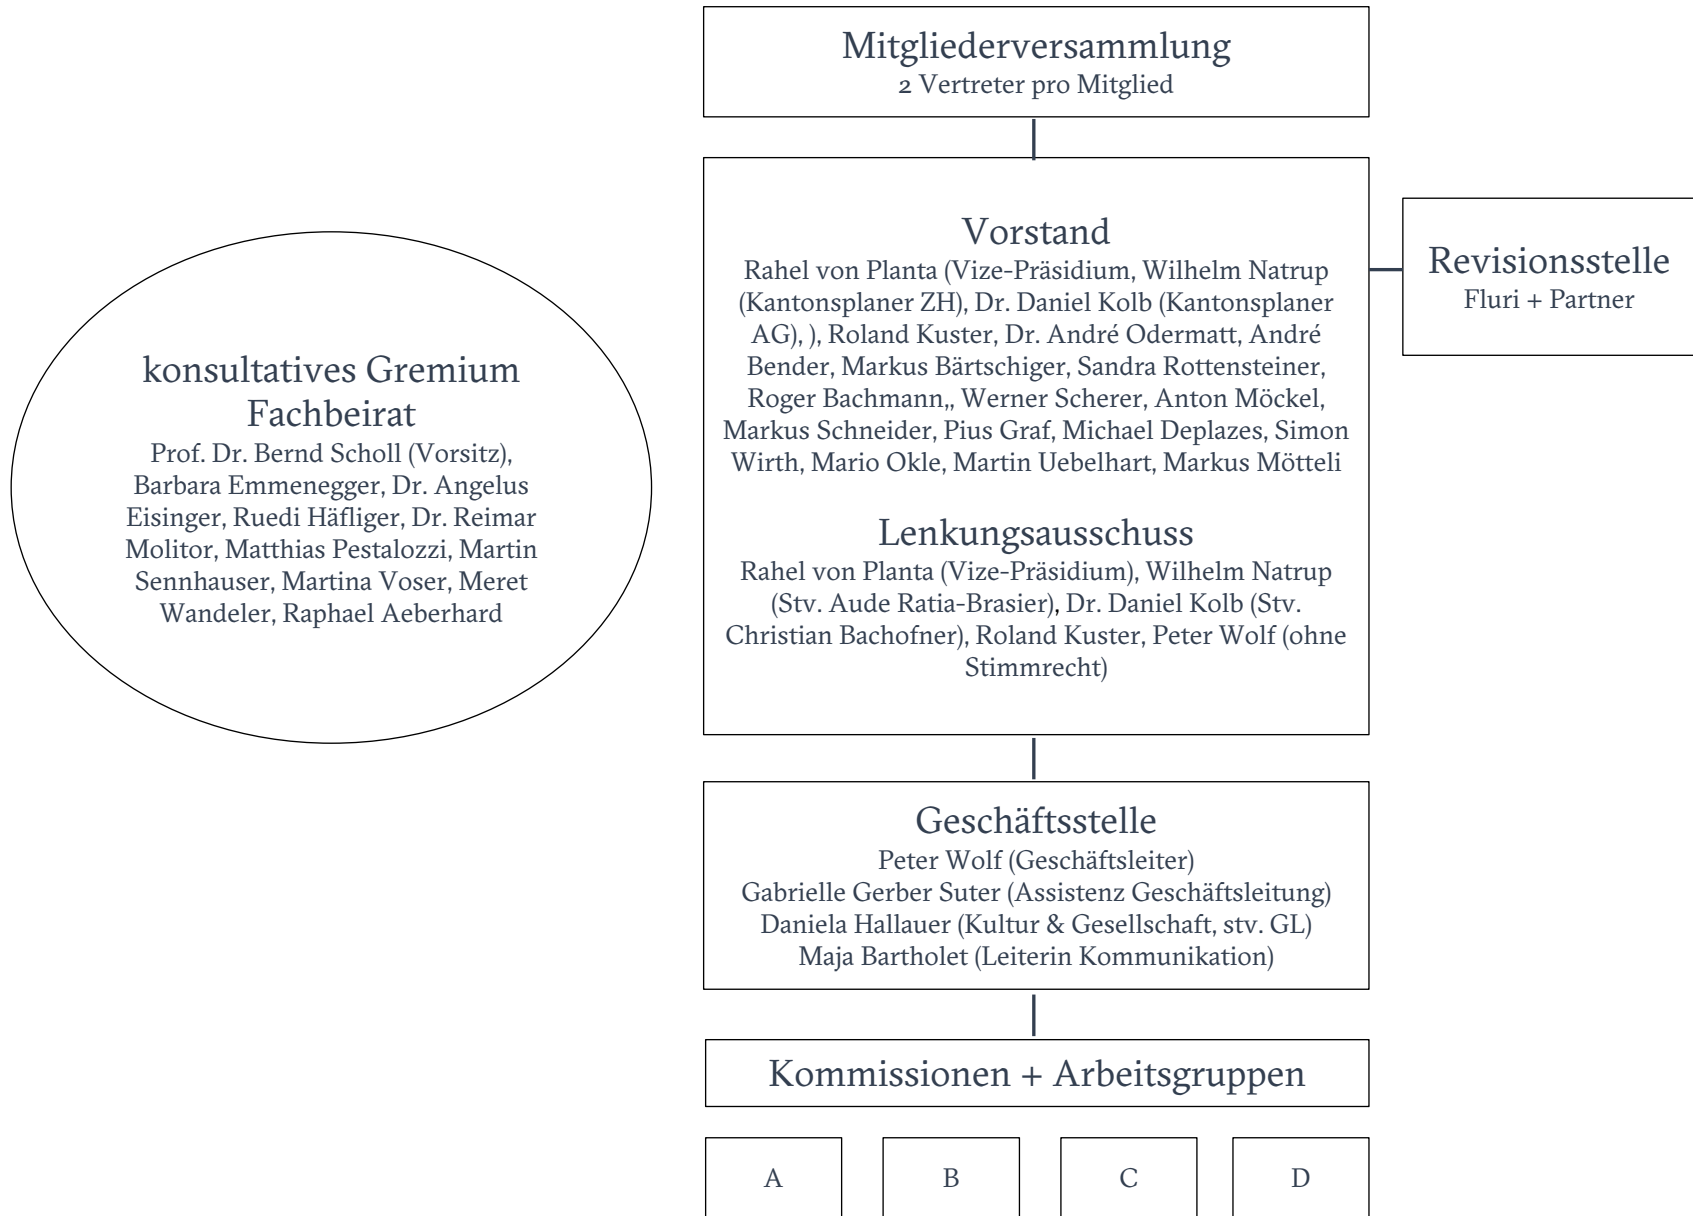 Mitgliederversammlung
2 Vertreter pro Mitglied
Vorstand
Rahel von Planta (Vize-Präsidium, Wilhelm Natrup
(Kantonsplaner ZH), Dr. Daniel Kolb (Kantonsplaner
AG), ), Roland Kuster, Dr. André Odermatt, André
Bender, Markus Bärtschiger, Sandra Rottensteiner,
Roger Bachmann,, Werner Scherer, Anton Möckel,
Markus Schneider, Pius Graf, Michael Deplazes, Simon
Wirth, Mario Okle, Martin Uebelhart, Markus Mötteli
Lenkungsausschuss
Rahel von Planta (Vize-Präsidium), Wilhelm Natrup
(Stv. Aude Ratia-Brasier), Dr. Daniel Kolb (Stv.
Christian Bachofner), Roland Kuster, Peter Wolf (ohne
Stimmrecht)
Revisionsstelle
Fluri + Partner
konsultatives Gremium
Fachbeirat
Prof. Dr. Bernd Scholl (Vorsitz),
Barbara Emmenegger, Dr. Angelus
Eisinger, Ruedi Häfliger, Dr. Reimar
Molitor, Matthias Pestalozzi, Martin
Sennhauser, Martina Voser, Meret
Wandeler, Raphael Aeberhard
Geschäftsstelle
Peter Wolf (Geschäftsleiter)
Gabrielle Gerber Suter (Assistenz Geschäftsleitung)
Daniela Hallauer (Kultur & Gesellschaft, stv. GL)
Maja Bartholet (Leiterin Kommunikation)
Kommissionen + Arbeitsgruppen
A
B
C
D